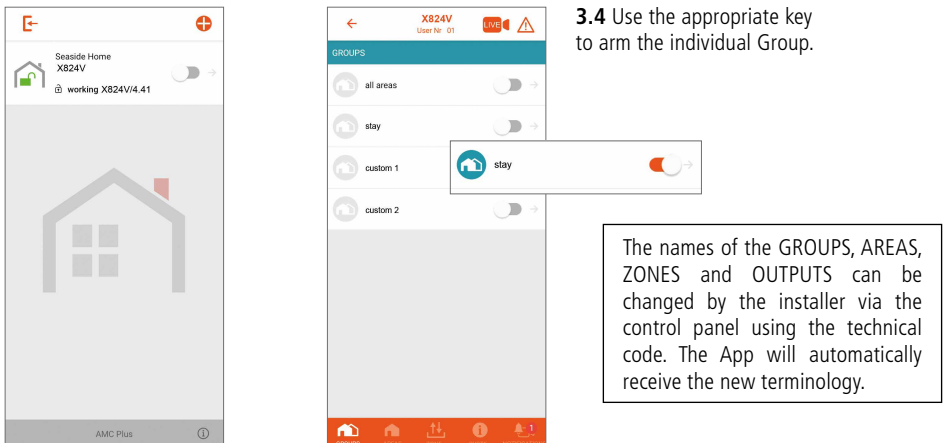 Seaside Home
X824V
working X824V/4.41
AMC Plus
X824V
User Nr 01
LIVE
GROUPS
all areas
stay
custom 1
stay
custom 2
GROUPS
1
3.4 Use the appropriate key
to arm the individual Group.
The names of the GROUPS, AREAS,
ZONES and OUTPUTS can be
changed by the installer via the
control panel using the technical
code. The App will automatically
receive the new terminology.